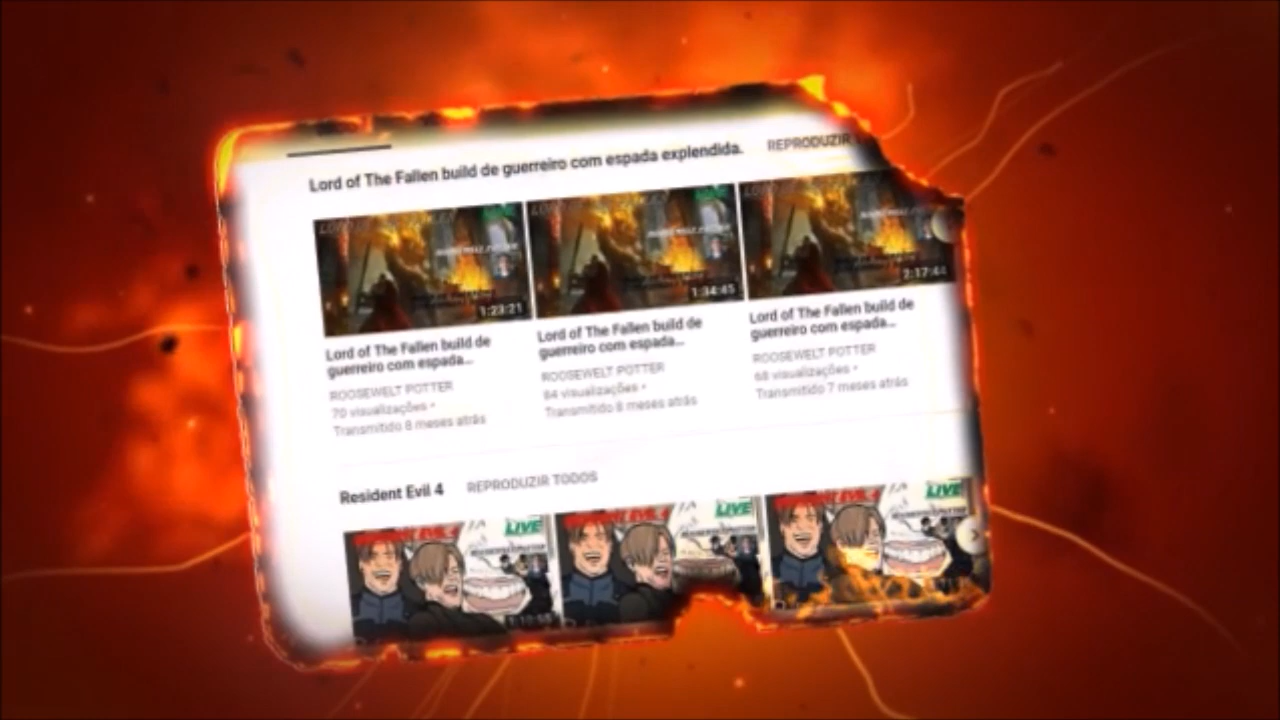 Lord of The Fallen build de guerreiro com espada explendida.
REPRODUZIR
1:23:21
1:34:45
2:17:44
Lord of The Fallen build de
guerreiro com espada...
ROOSEWELT POTTER
70 visualizações •
Transmitido 8 meses atrás
Lord of The Fallen build de
guerreiro com espada...
ROOSEWELT POTTER
84 visualizações •
Transmitido 8 meses atrás
Lord of The Fallen build de
guerreiro com espada...
ROOSEWELT POTTER
68 visualizações •
Transmitido 7 meses atrás
Resident Evil 4
REPRODUZIR TODOS
LIVE
LIVE
LIVE